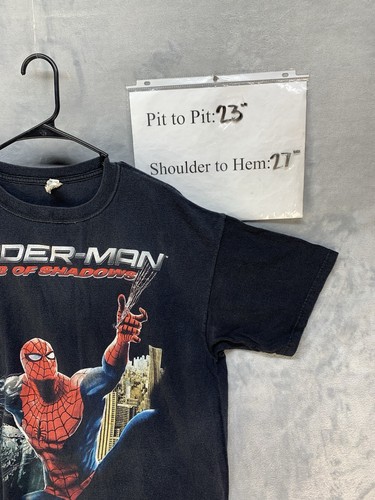 Pit to Pit: 23"
Shoulder to Hem: 27"
DER-MAN
OF SHADOWS